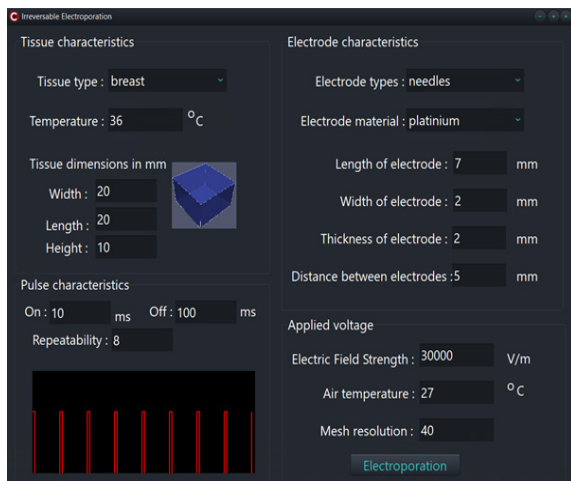 Irreversable Electroporation
Tissue characteristics
Tissue type : breast
Temperature : 36 °C
Tissue dimensions in mm
Width : 20
Length : 20
Height : 10
Pulse characteristics
On : 10 ms Off : 100 ms
Repeatability : 8
Electrode characteristics
Electrode types : needles
Electrode material : platinium
Length of electrode : 7 mm
Width of electrode : 2 mm
Thickness of electrode : 2 mm
Distance between electrodes :5 mm
Applied voltage
Electric Field Strength : 30000 V/m
Air temperature : 27 °C
Mesh resolution : 40
Electroporation